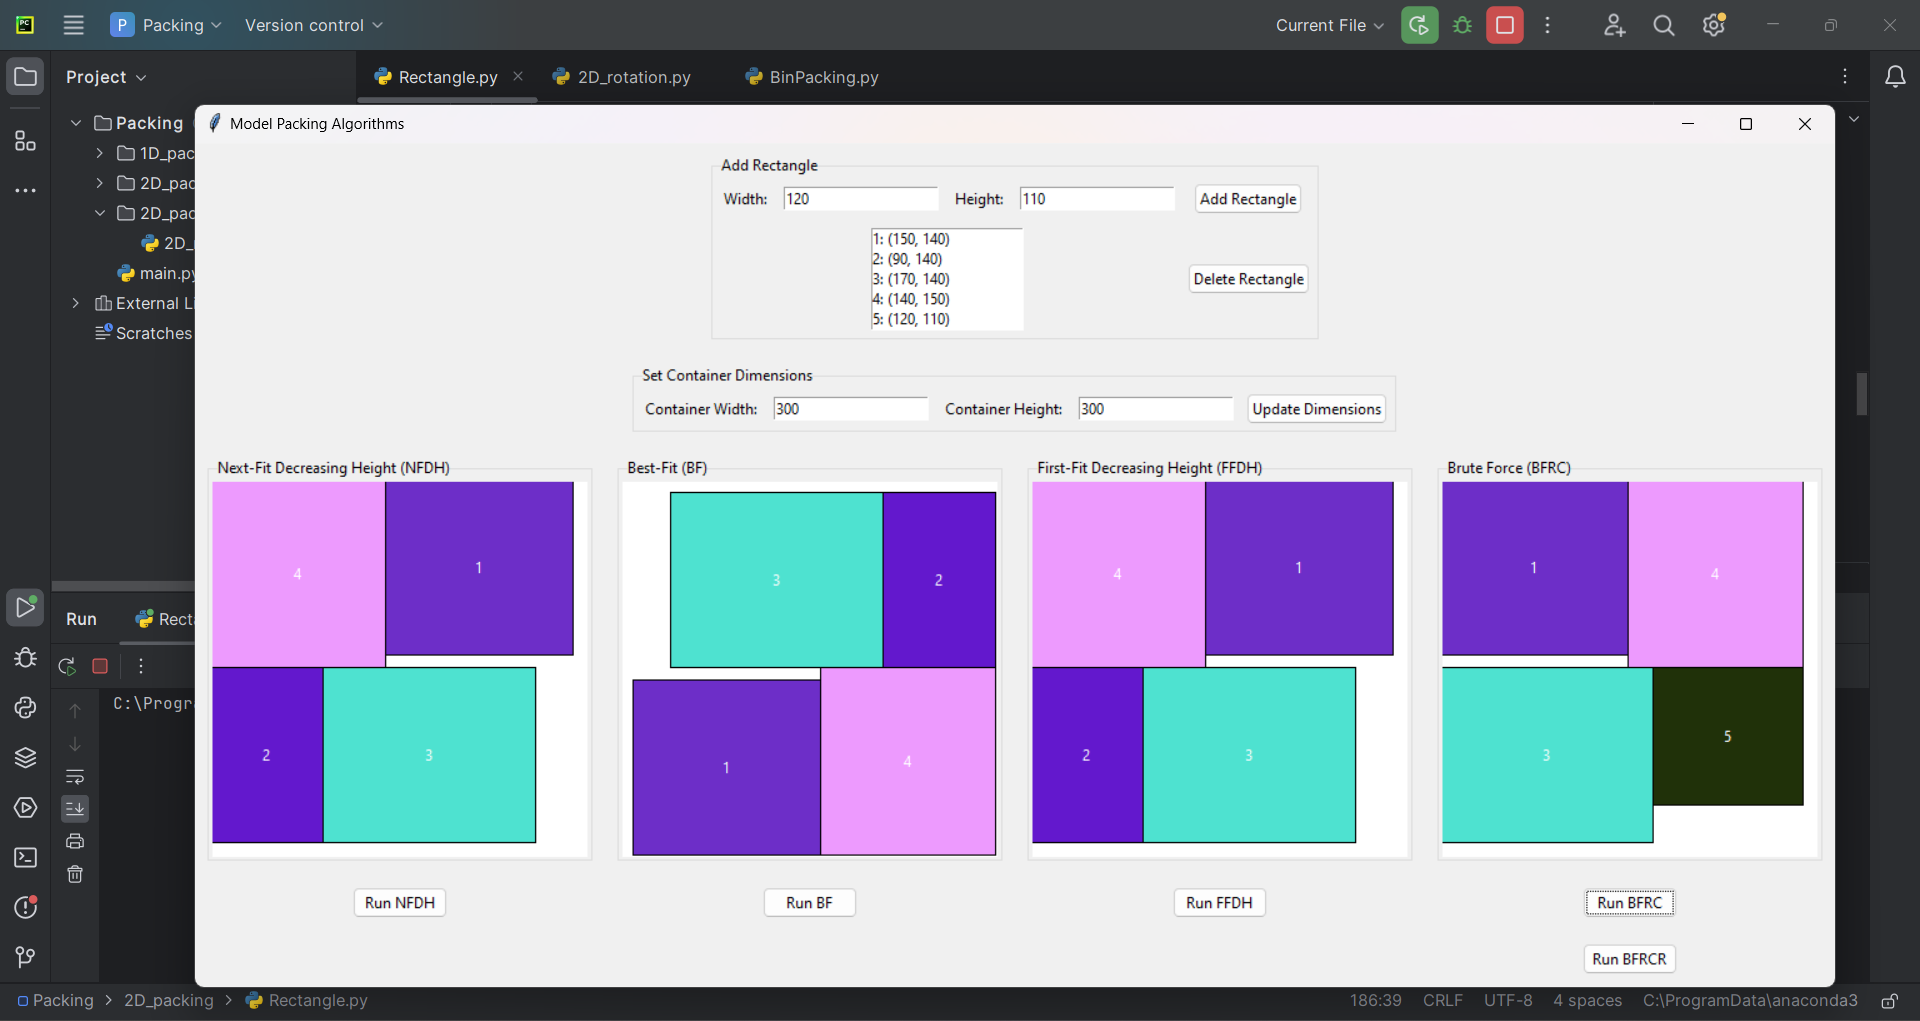 PC
P Packing Version control Current File
Project Rectangle.py 2D_rotation.py BinPacking.py
Packing
1D_pac
2D_pac
2D_pac
2D_
main.py
External Li
Scratches
Model Packing Algorithms
Add Rectangle
Width: 120 Height: 110 Add Rectangle
1: (150, 140)
2: (90, 140)
3: (170, 140)
4: (140, 150)
5: (120, 110)
Delete Rectangle
Set Container Dimensions
Container Width: 300 Container Height: 300 Update Dimensions
Next-Fit Decreasing Height (NFDH)
4 1
2 3
Run NFDH
Best-Fit (BF)
3 2
1 4
Run BF
First-Fit Decreasing Height (FFDH)
4 1
2 3
Run FFDH
Brute Force (BFRC)
1 4
3 5
Run BFRC
Run BFRCR
Run Recta
C:\Progr
Packing > 2D_packing > Rectangle.py 186:39 CRLF UTF-8 4 spaces C:\ProgramData\anaconda3